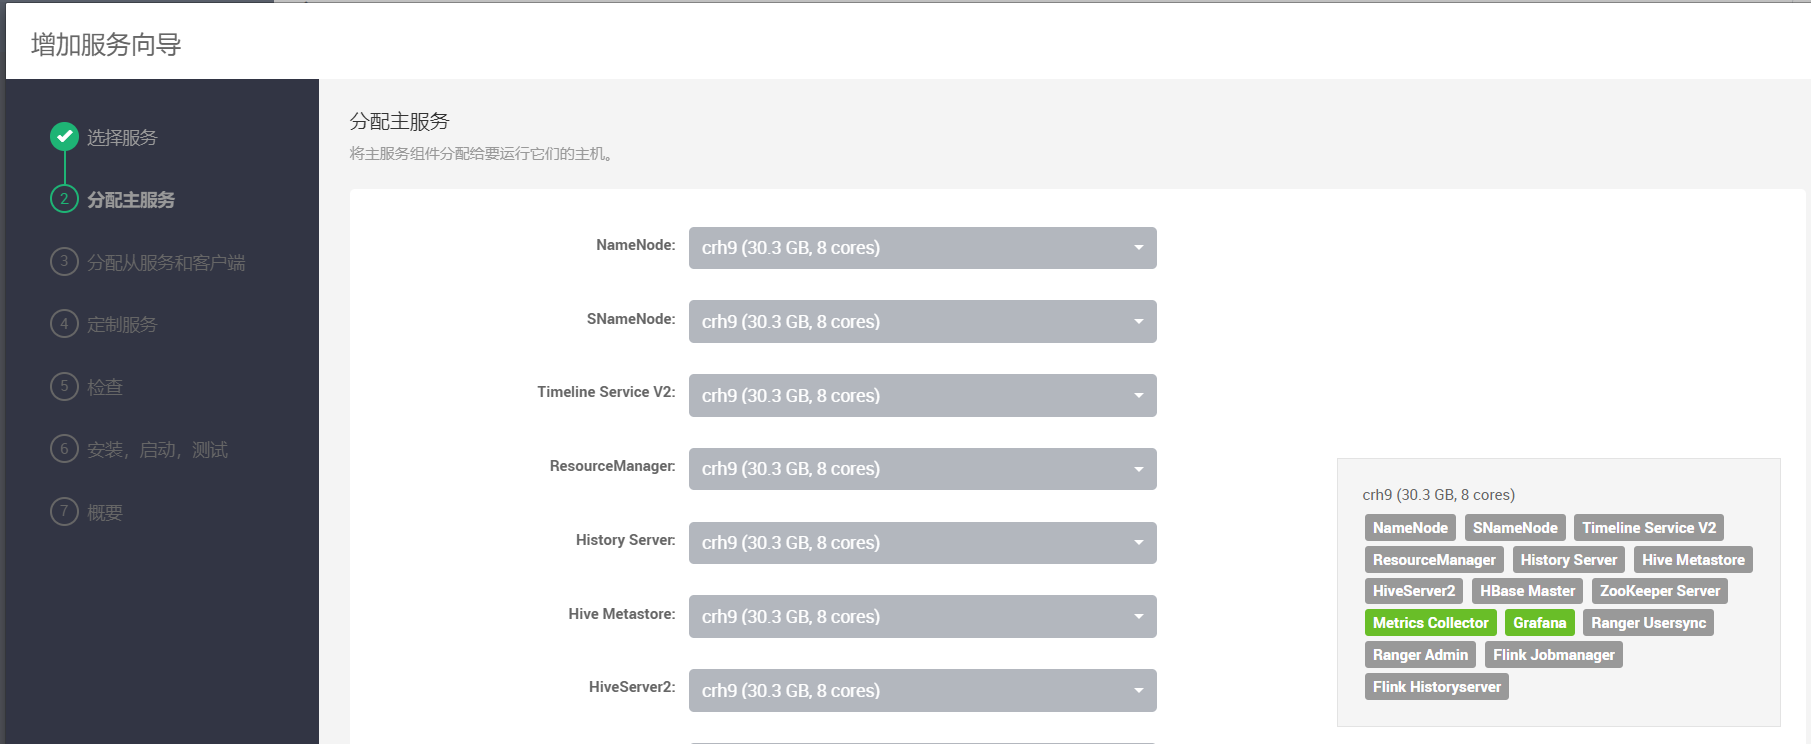 增加服务向导
选择服务
2 分配主服务
3 分配从服务和客户端
4 定制服务
5 检查
6 安装，启动，测试
7 概要
分配主服务
将主服务组件分配给要运行它们的主机。
NameNode: crh9 (30.3 GB, 8 cores)
SNameNode: crh9 (30.3 GB, 8 cores)
Timeline Service V2: crh9 (30.3 GB, 8 cores)
ResourceManager: crh9 (30.3 GB, 8 cores)
History Server: crh9 (30.3 GB, 8 cores)
Hive Metastore: crh9 (30.3 GB, 8 cores)
HiveServer2: crh9 (30.3 GB, 8 cores)
crh9 (30.3 GB, 8 cores)
NameNode SNameNode Timeline Service V2
ResourceManager History Server Hive Metastore
HiveServer2 HBase Master ZooKeeper Server
Metrics Collector Grafana Ranger Usersync
Ranger Admin Flink Jobmanager
Flink Historyserver